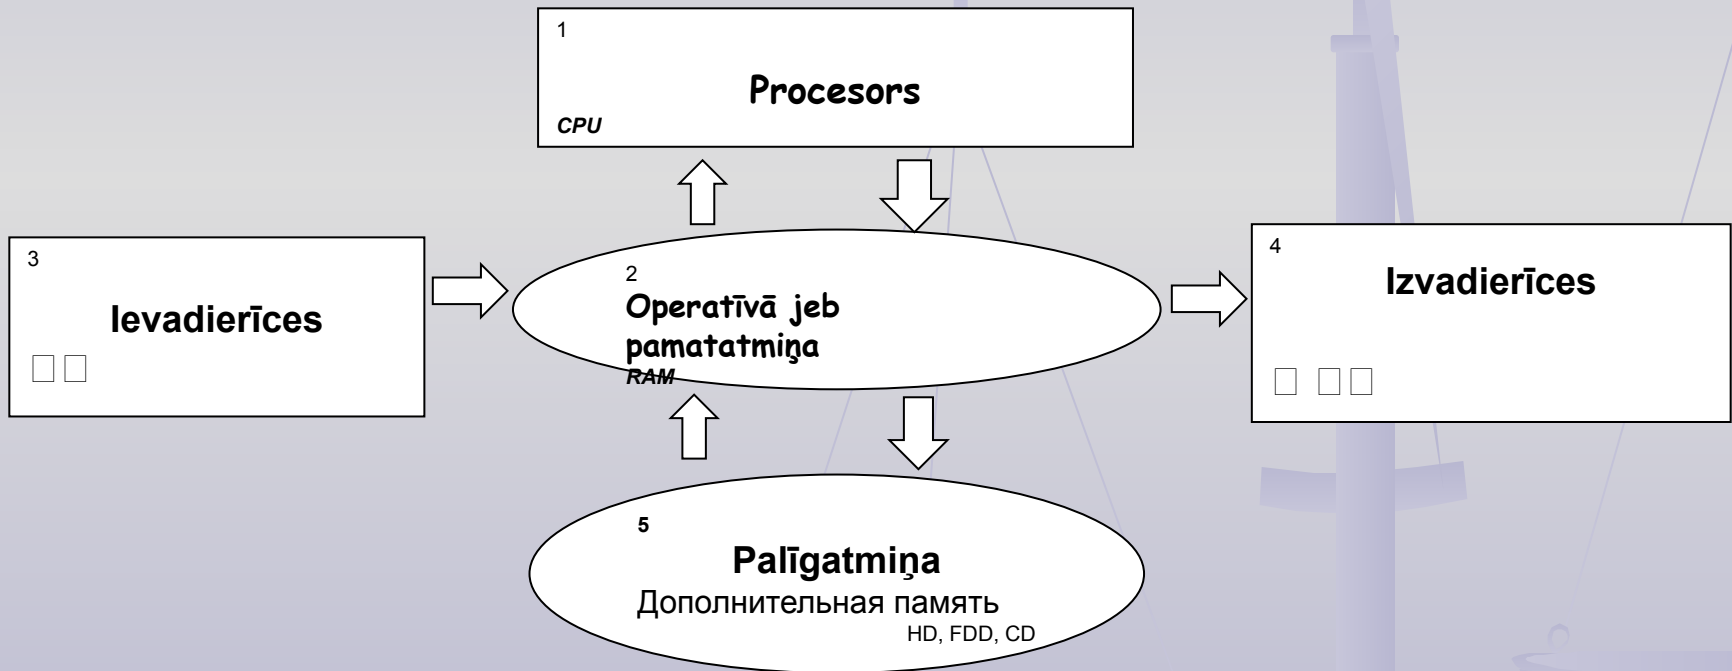 1
Procesors
CPU
3
Ievadierīces
2
Operatīvā jeb
pamatatmiņa
RAM
4
Izvadierīces
5
Palīgatmiņa
Дополнительная память
HD, FDD, CD